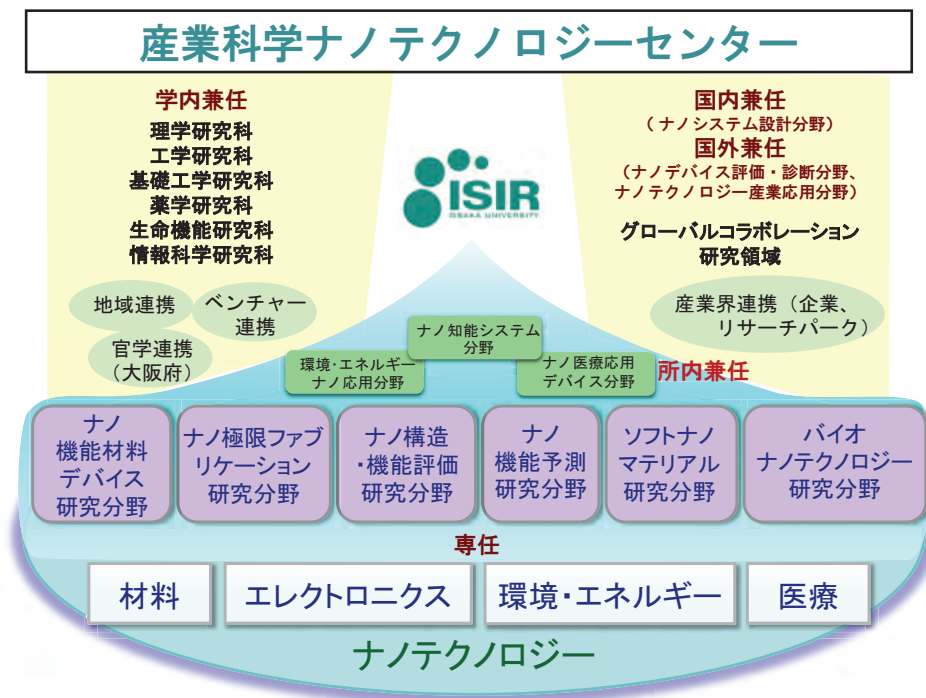 産業科学ナノテクノロジーセンター
学内兼任
理学研究科
工学研究科
基礎工学研究科
薬学研究科
生命機能研究科
情報科学研究科
地域連携
ベンチャー
連携
官学連携
(大阪府)
ISIR
OSAKA UNIVERSITY
国内兼任
(ナノシステム設計分野)
国外兼任
(ナノデバイス評価・診断分野、
ナノテクノロジー産業応用分野)
グローバルコラボレーション
研究領域
産業界連携(企業、
リサーチパーク)
ナノ知能システム
分野
環境・エネルギー
ナノ応用分野
ナノ医療応用
デバイス分野
所内兼任
ナノ
機能材料
デバイス
研究分野
ナノ極限ファブ
リケーション
研究分野
ナノ構造
・機能評価
研究分野
ナノ
機能予測
研究分野
ソフトナノ
マテリアル
研究分野
バイオ
ナノテクノロジー
研究分野
専任
材料
エレクトロニクス
環境・エネルギー
医療
ナノテクノロジー